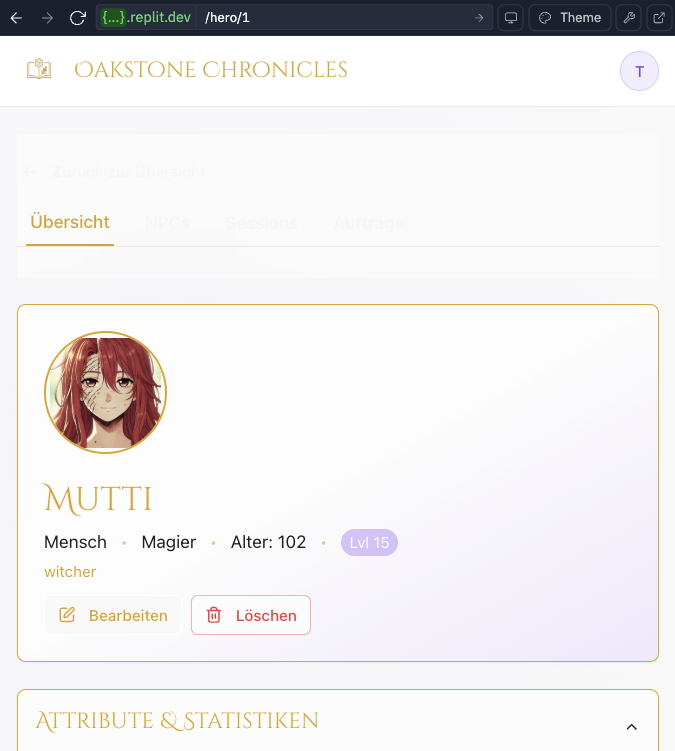 {...}.replit.dev /hero/1 Theme
Oakstone Chronicles
T
Zurück zur Übersicht
Übersicht NPCs Sessions Aufträge
Mutti
Mensch • Magier • Alter: 102 • Lvl 15
witcher
Bearbeiten Löschen
Attribute & Statistiken